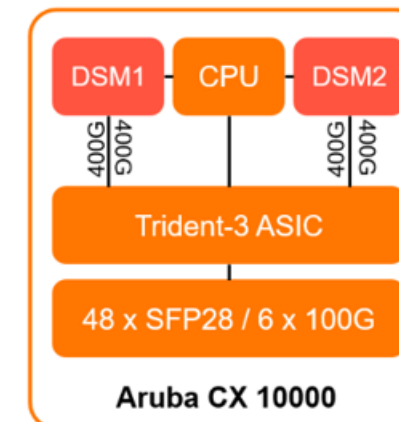 DSM1
CPU
DSM2
400G
400G
400G
400G
Trident-3 ASIC
48 x SFP28 / 6 x 100G
Aruba CX 10000